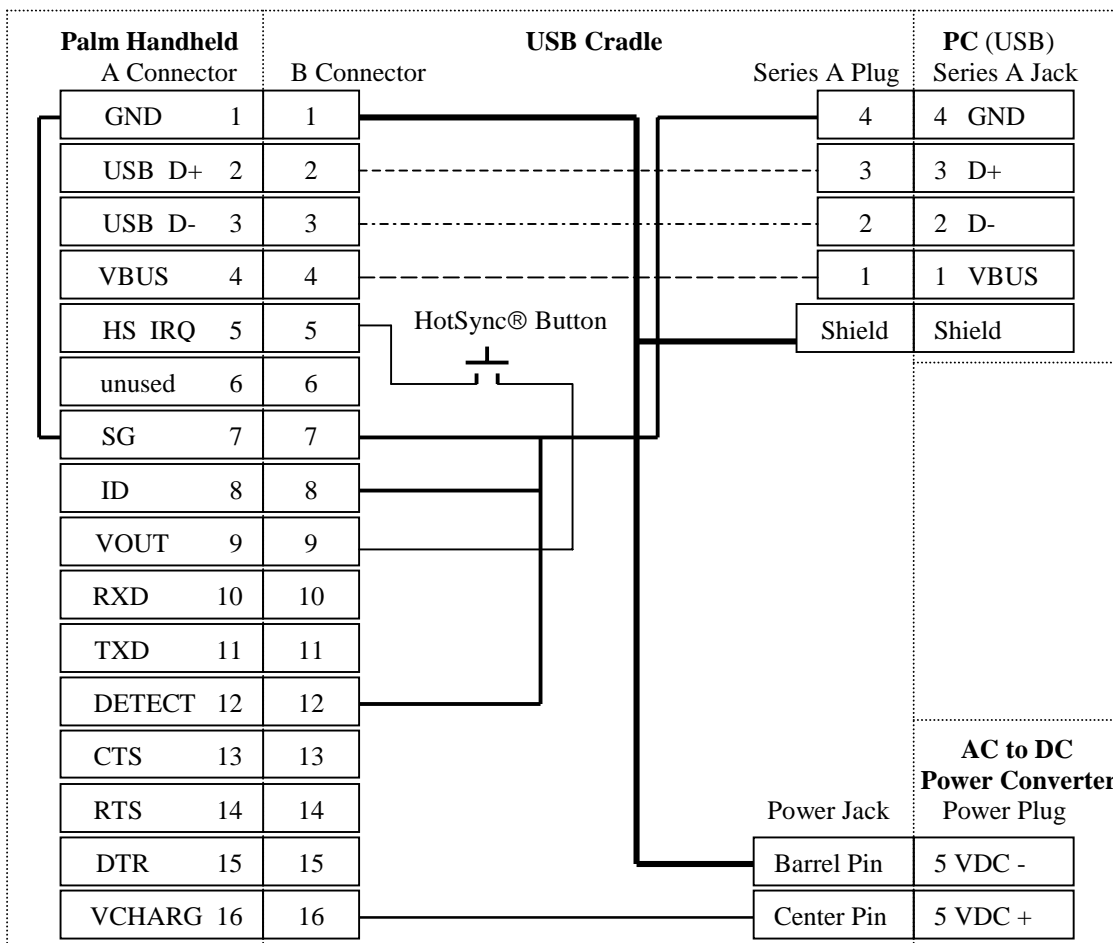 Palm Handheld USB Cradle PC (USB)
A Connector B Connector Series A Plug Series A Jack
GND 1 1 4 4 GND
USB D+ 2 2 3 3 D+
USB D- 3 3 2 2 D-
VBUS 4 4 1 1 VBUS
HS IRQ 5 5 HotSync® Button Shield Shield
unused 6 6
SG 7 7
ID 8 8
VOUT 9 9
RXD 10 10
TXD 11 11
DETECT 12 12
CTS 13 13 AC to DC
Power Converter
RTS 14 14 Power Jack Power Plug
DTR 15 15 Barrel Pin 5 VDC -
VCHARG 16 16 Center Pin 5 VDC +